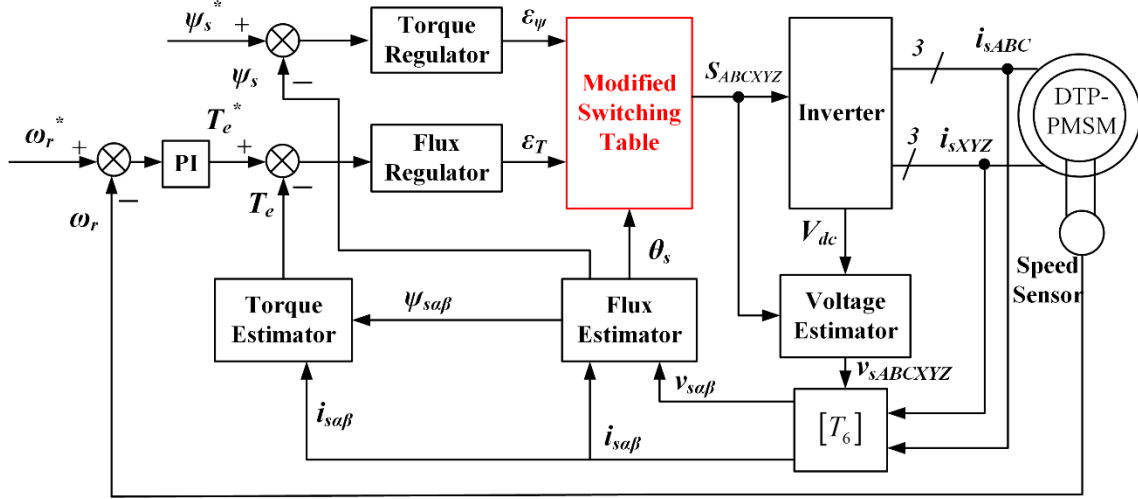 ψs*
+
ψs
−
Torque
Regulator
εψ
Modified
Switching
Table
SABCXYZ
Inverter
3
isABC
DTP-
PMSM
ωr*
+
ωr
−
PI
Te*
+
Te
−
Flux
Regulator
εT
3
isXYZ
Vdc
θs
Speed
Sensor
Torque
Estimator
ψsαβ
Flux
Estimator
Voltage
Estimator
vsABCXYZ
vsαβ
isαβ
isαβ
[T6]